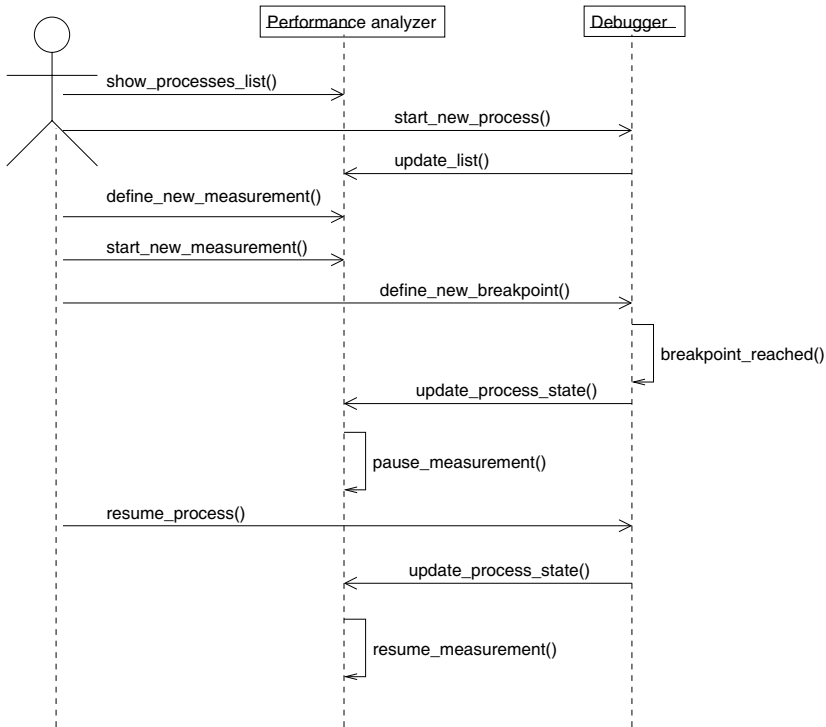 Performance analyzer
Debugger
show_processes_list()
start_new_process()
update_list()
define_new_measurement()
start_new_measurement()
define_new_breakpoint()
breakpoint_reached()
update_process_state()
pause_measurement()
resume_process()
update_process_state()
resume_measurement()